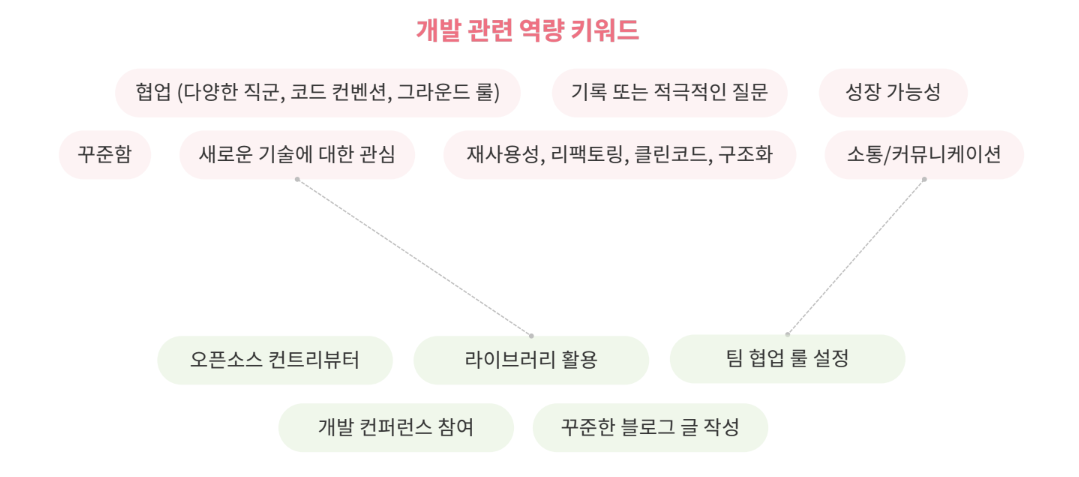 개발 관련 역량 키워드
협업 (다양한 직군, 코드 컨벤션, 그라운드 룰)
기록 또는 적극적인 질문
성장 가능성
꾸준함
새로운 기술에 대한 관심
재사용성, 리팩토링, 클린코드, 구조화
소통/커뮤니케이션
오픈소스 컨트리뷰터
라이브러리 활용
팀 협업 룰 설정
개발 컨퍼런스 참여
꾸준한 블로그 글 작성